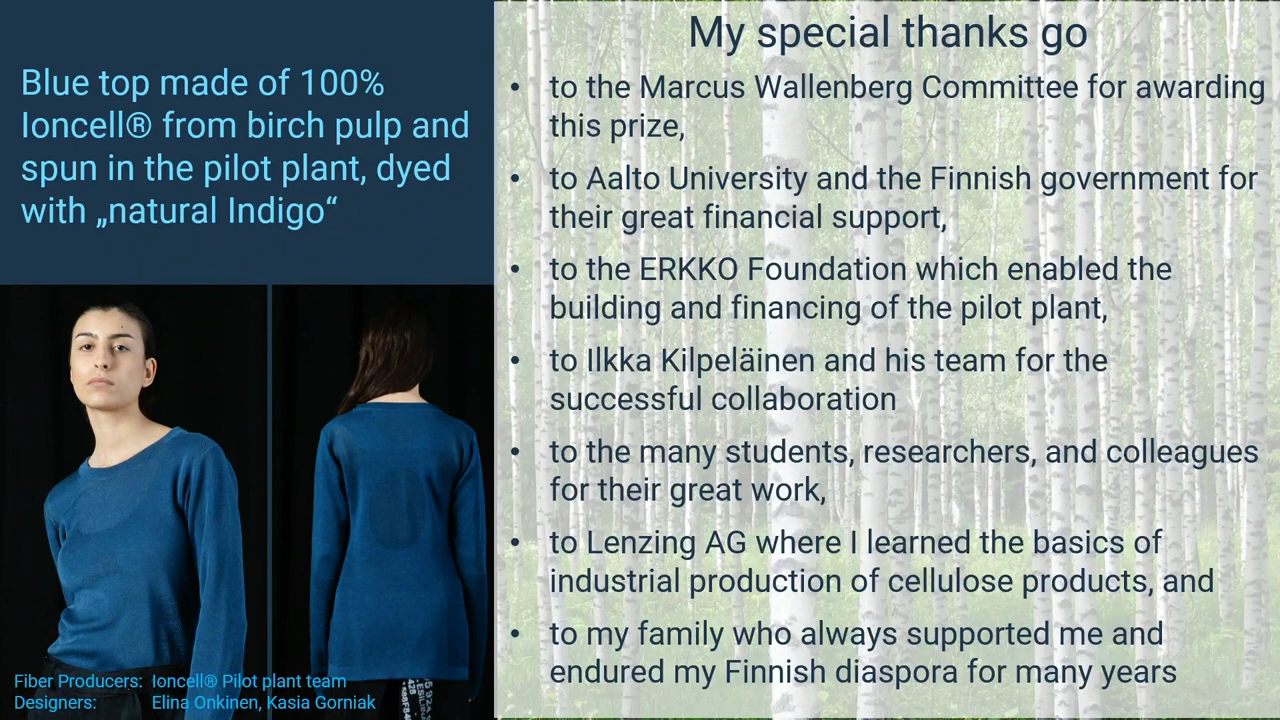 Blue top made of 100%
Ioncell® from birch pulp and
spun in the pilot plant, dyed
with „natural Indigo“
Fiber Producers: Ioncell® Pilot plant team
Designers: Elina Onkinen, Kasia Gorniak
My special thanks go
• to the Marcus Wallenberg Committee for awarding
this prize,
• to Aalto University and the Finnish government for
their great financial support,
• to the ERKKO Foundation which enabled the
building and financing of the pilot plant,
• to Ilkka Kilpeläinen and his team for the
successful collaboration
• to the many students, researchers, and colleagues
for their great work,
• to Lenzing AG where I learned the basics of
industrial production of cellulose products, and
• to my family who always supported me and
endured my Finnish diaspora for many years